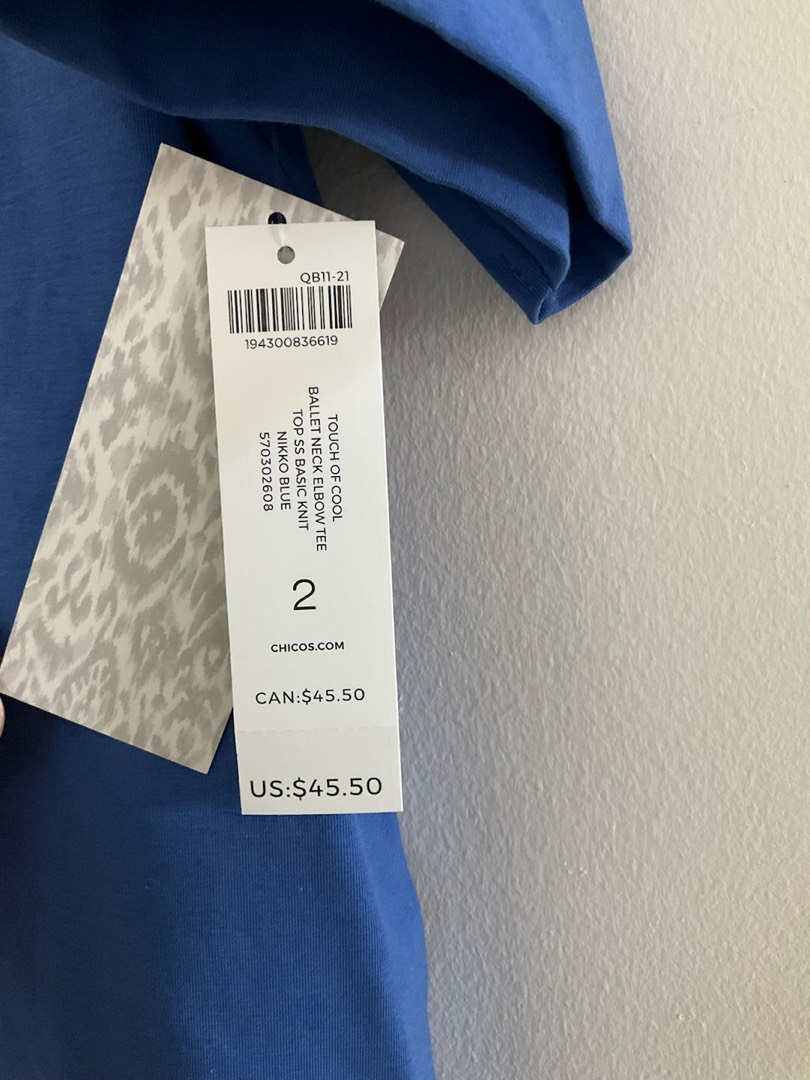 QB11-21
194300836619
TOUCH OF COOL
BALLET NECK ELBOW TEE
TOP SS BASIC KNIT
NIKKO BLUE
570302608
2
CHICOS.COM
CAN:$45.50
US:$45.50